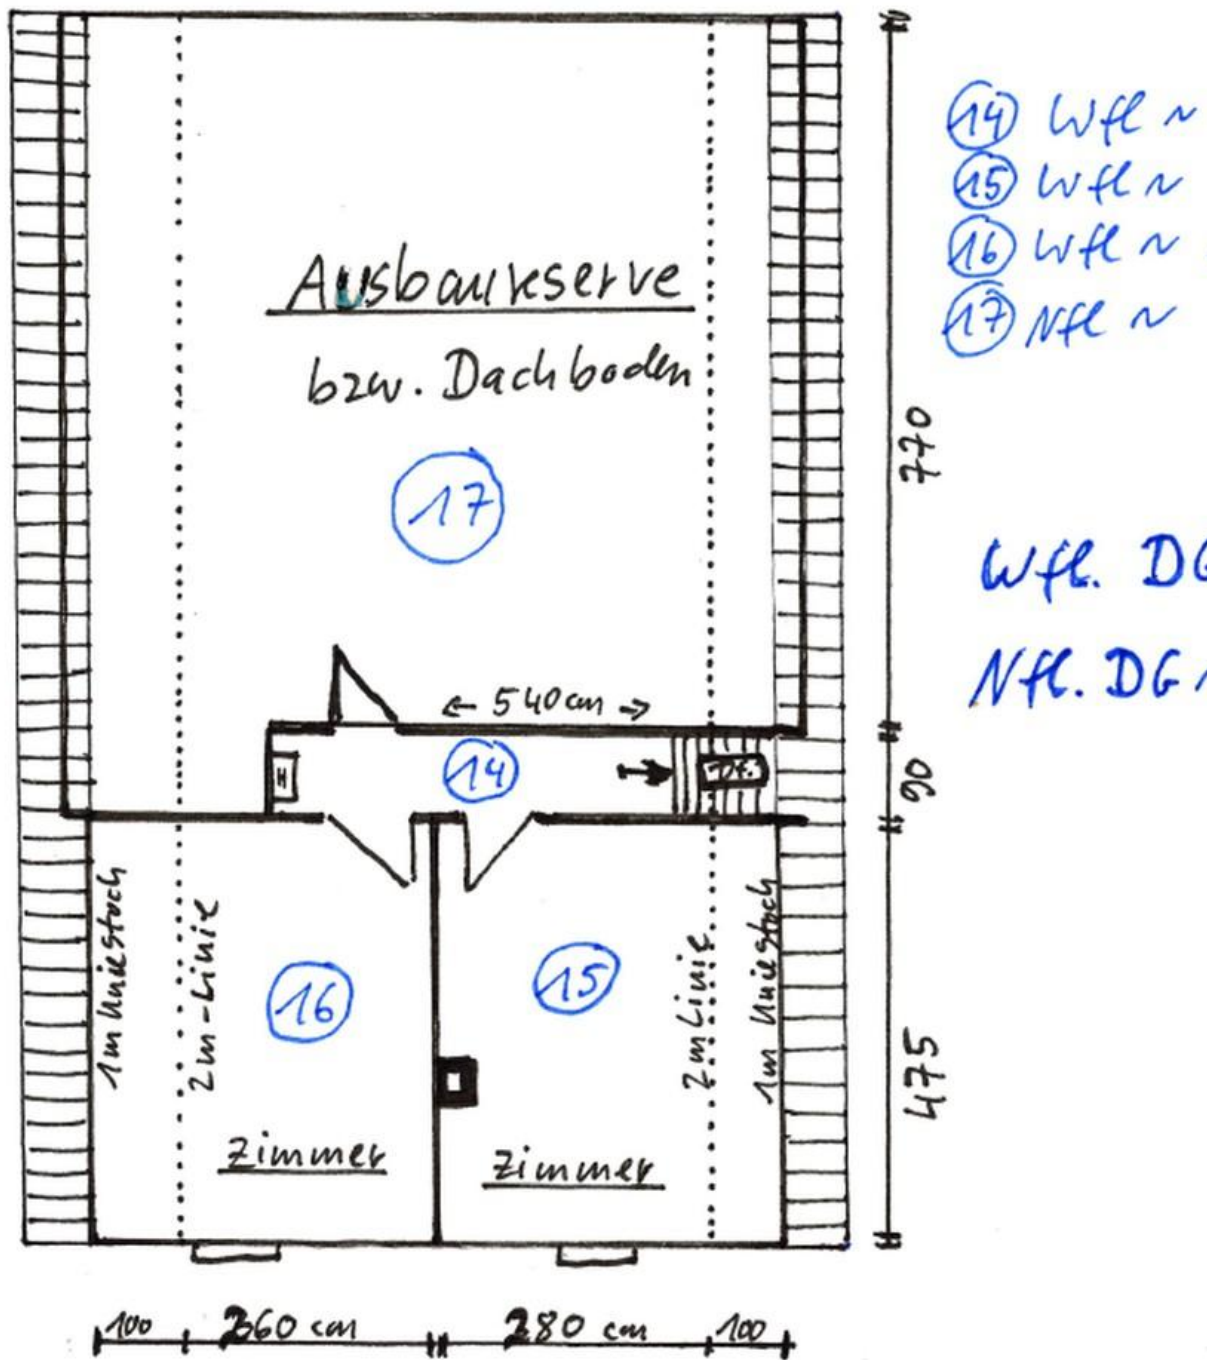 14 Wfl ~
15 Wfl ~
16 Wfl ~
17 Nfl ~
Ausbaureserve
bzw. Dachboden
17
770
Wfl. DG
Nfl. DG ~
← 540cm →
H
14
Df.
90
1m Kniestock
2m-Linie
16
15
2m Linie
1m Kniestock
475
Zimmer
Zimmer
100
360 cm
280 cm
100